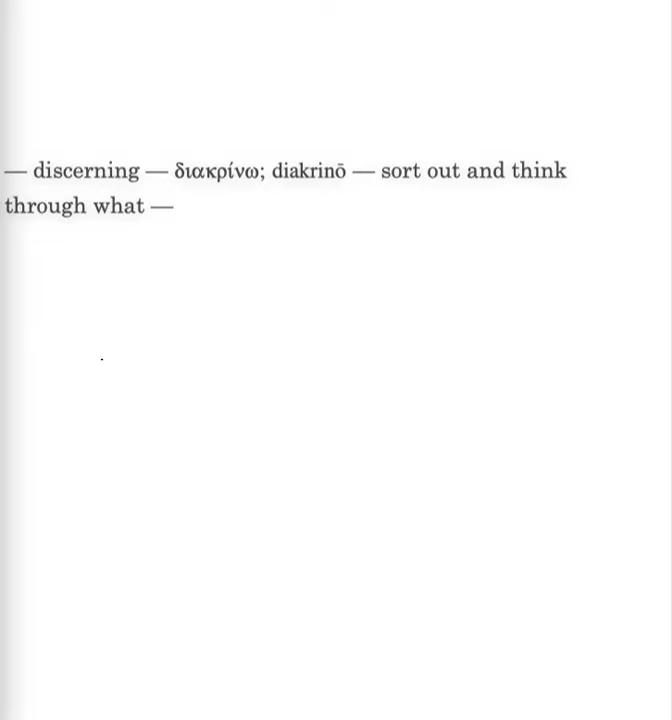 — discerning — διακρίνω; diakrinō — sort out and think
through what —